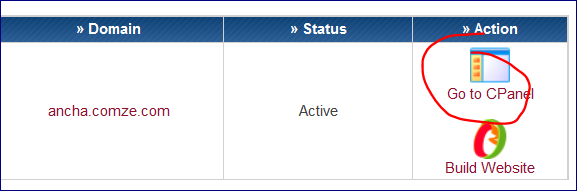 » Domain » Status » Action
Go to CPanel
ancha.comze.com Active
Build Website